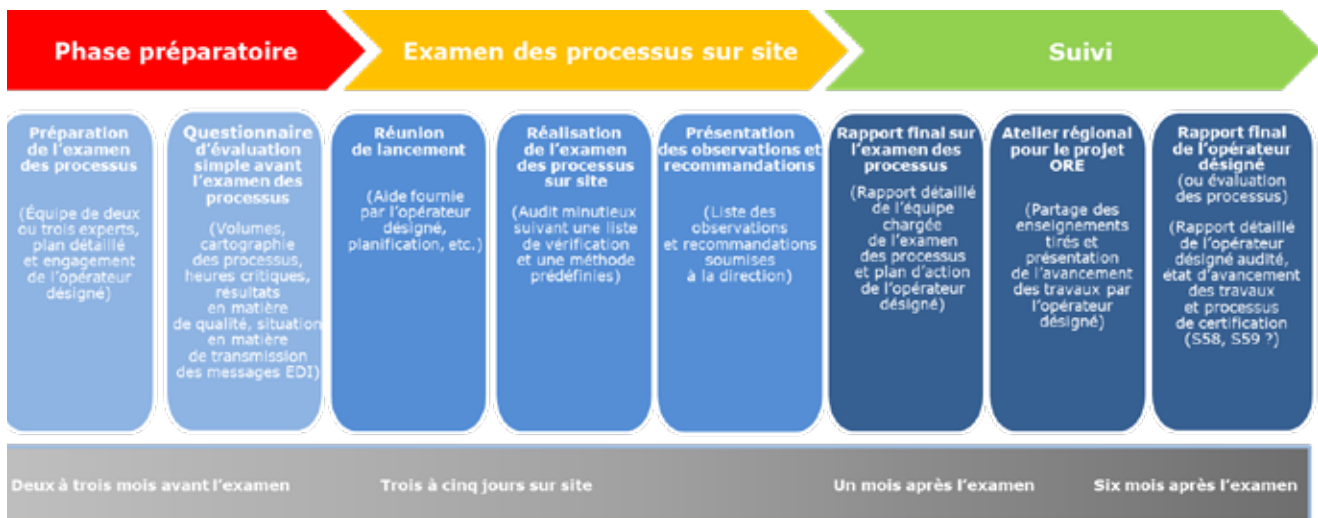 Phase préparatoire
Examen des processus sur site
Suivi
Préparation
de l'examen
des processus
(Équipe de deux
ou trois experts,
plan détaillé
et engagement
de l'opérateur
désigné)
Questionnaire
d'évaluation
simple avant
l'examen des
processus
(Volumes,
cartographie
des processus,
heures critiques,
résultats
en matière
de qualité, situation
en matière
de transmission
des messages EDI)
Réunion
de lancement
(Aide fournie
par l'opérateur
désigné,
planification, etc.)
Réalisation
de l'examen
des processus
sur site
(Audit minutieux
suivant une liste
de vérification
et une méthode
prédéfinies)
Présentation
des observations et
recommandations
(Liste des
observations
et recommandations
soumises
à la direction)
Rapport final sur
l'examen des
processus
(Rapport détaillé
de l'équipe
chargée
de l'examen
des processus
et plan d'action
de l'opérateur
désigné)
Atelier régional
pour le projet
ORE
(Partage des
enseignements
tirés et
présentation
de l'avancement
des travaux par
l'opérateur
désigné)
Rapport final
de l'opérateur
désigné
(ou évaluation
des processus)
(Rapport détaillé
de l'opérateur
désigné audité,
état d'avancement
des travaux
et processus
de certification
(S58, S59 ?)
Deux à trois mois avant l'examen
Trois à cinq jours sur site
Un mois après l'examen
Six mois après l'examen